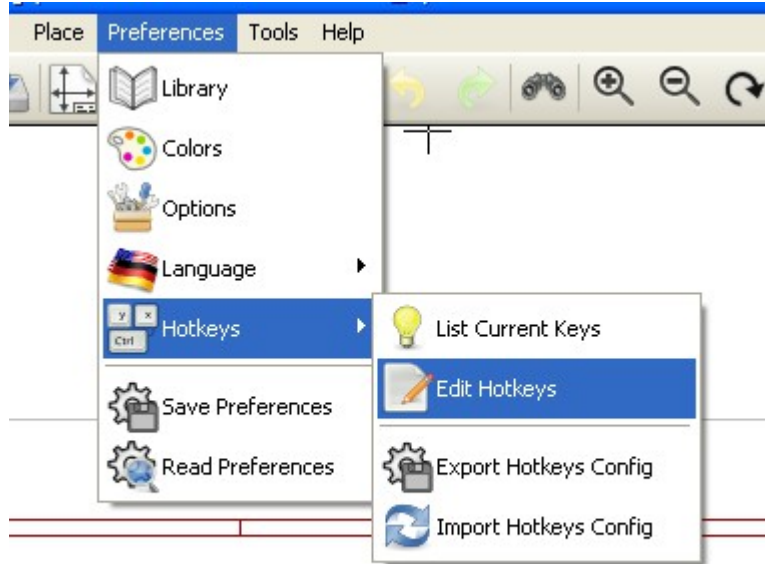 Place Preferences Tools Help
Library
Colors
Options
Language
y x
Ctrl
Hotkeys
List Current Keys
Edit Hotkeys
Save Preferences
Export Hotkeys Config
Read Preferences
Import Hotkeys Config